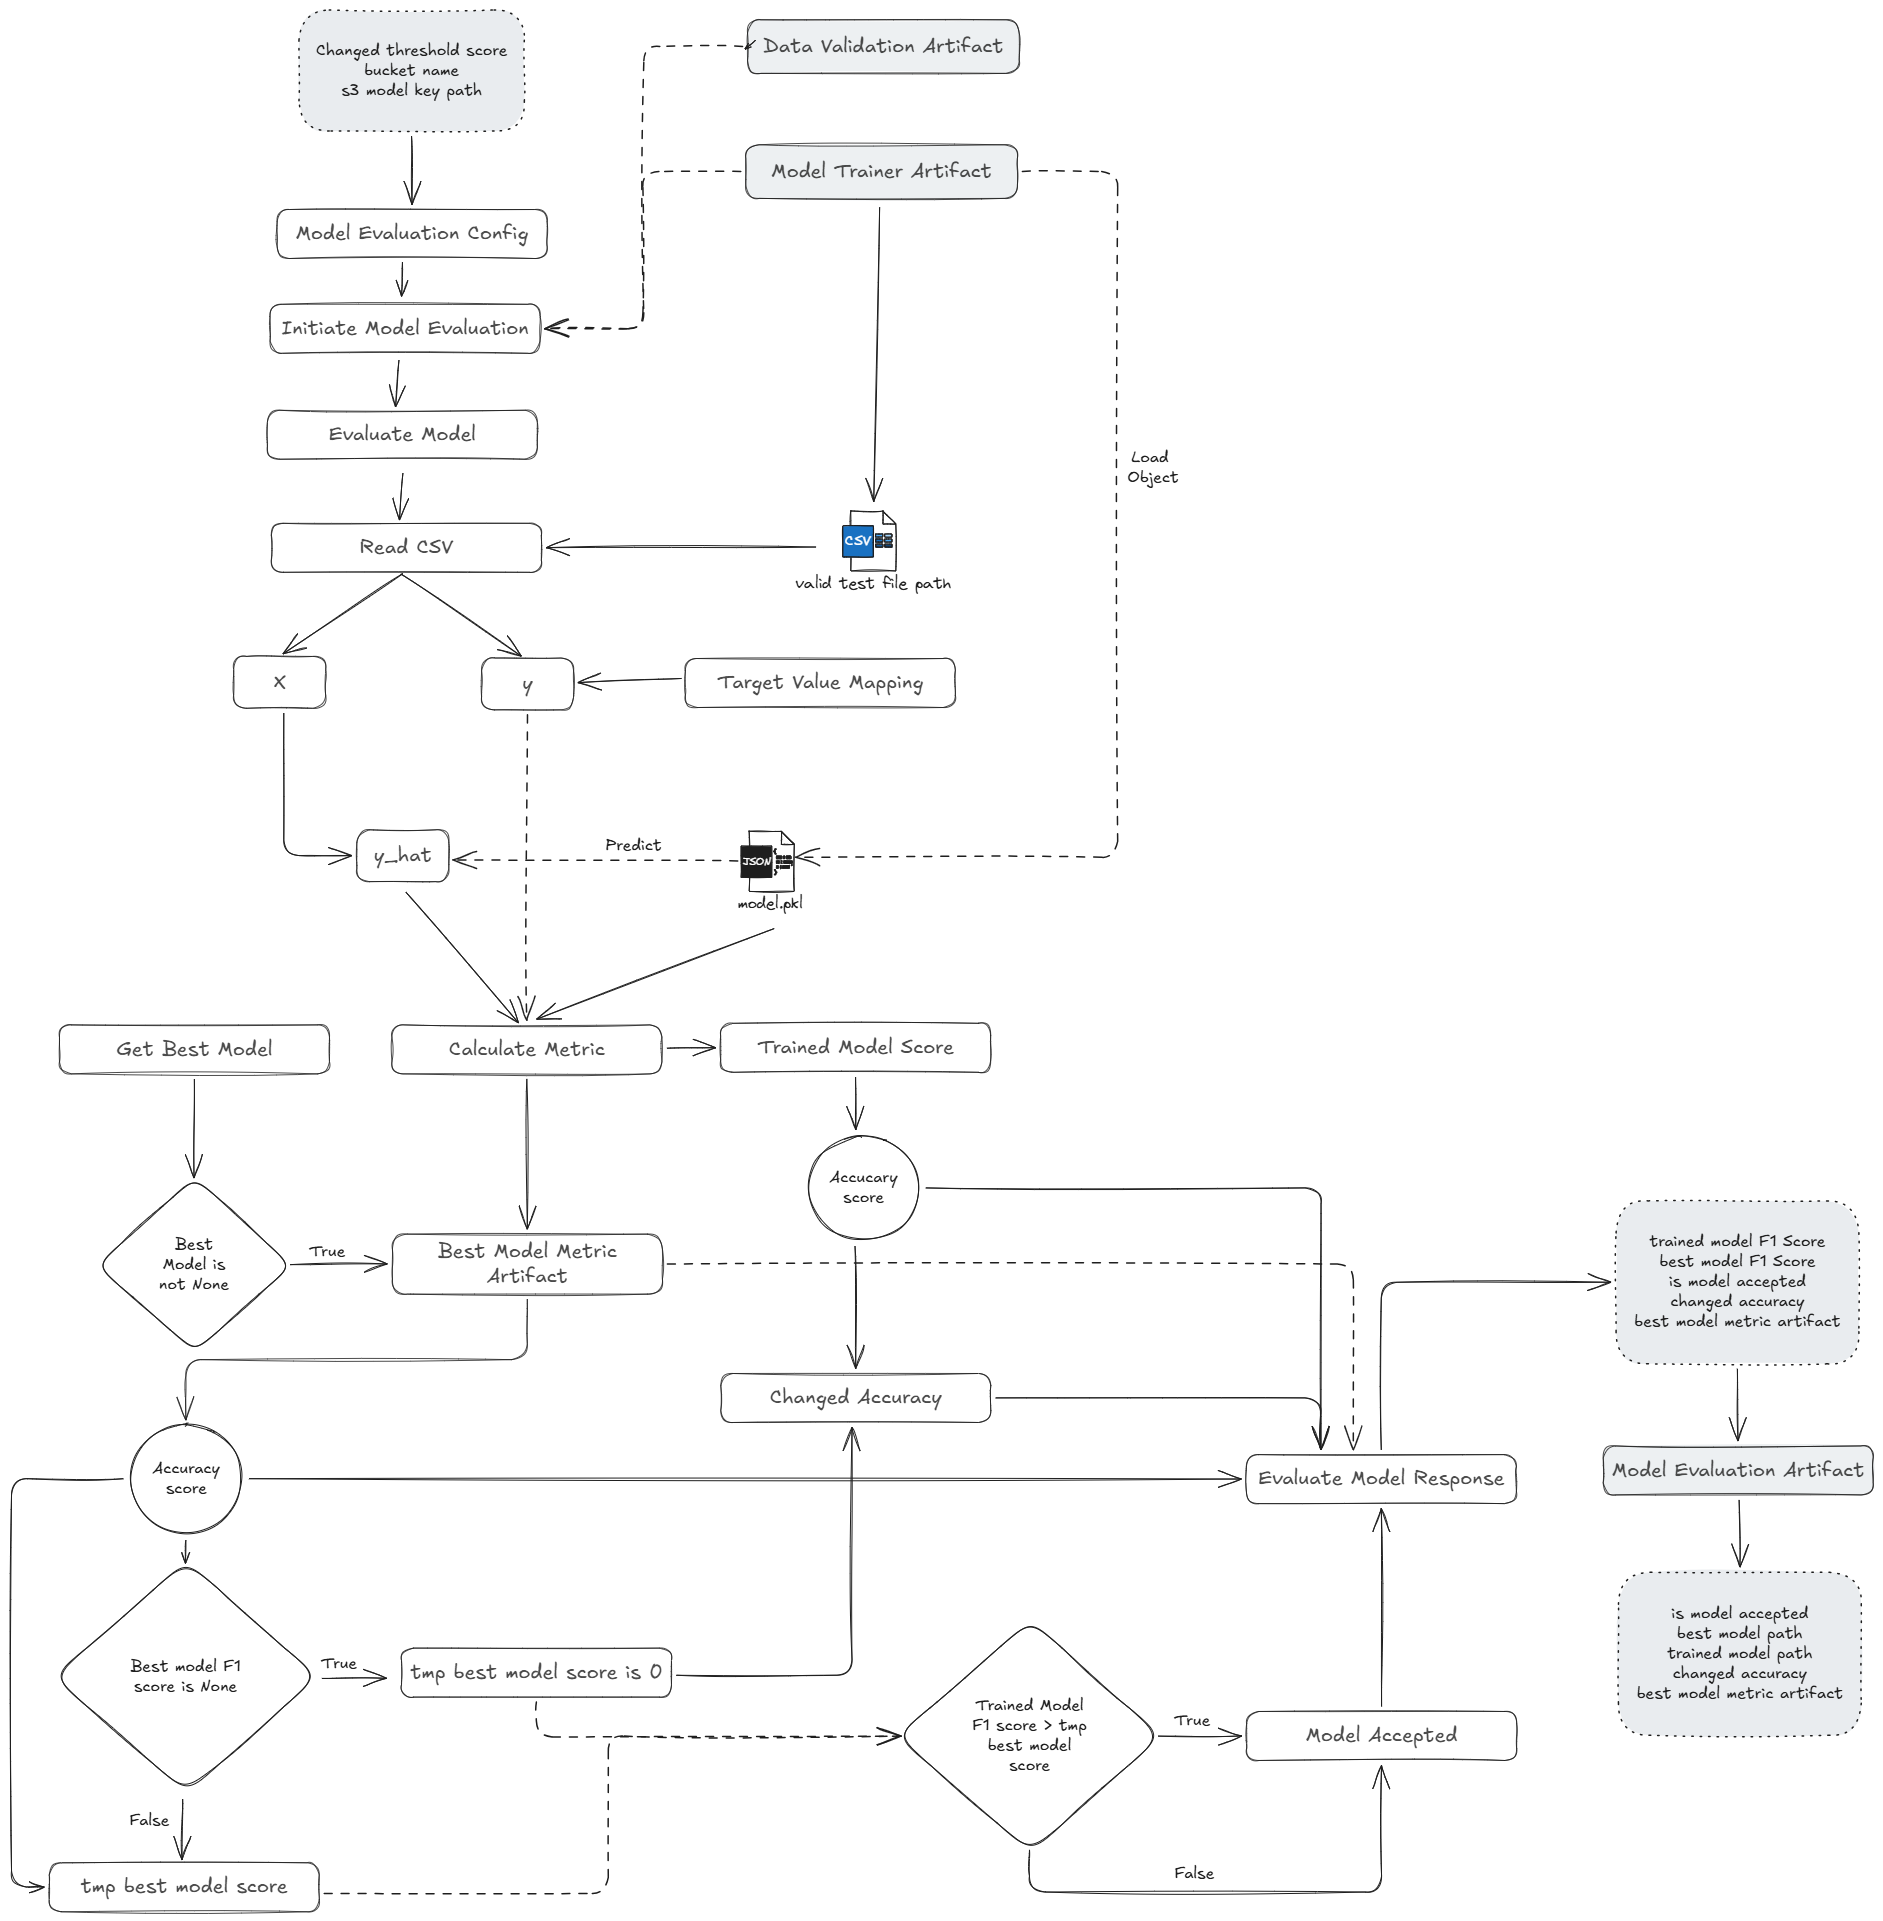 Changed threshold score
bucket name
s3 model key path
Data Validation Artifact
Model Trainer Artifact
Model Evaluation Config
Initiate Model Evaluation
Evaluate Model
Load
Object
Read CSV
CSV
valid test file path
X
y
Target Value Mapping
y_hat
Predict
JSON
model.pkl
Get Best Model
Calculate Metric
Trained Model Score
Accucary
score
Best
Model is
not None
True
Best Model Metric
Artifact
trained model F1 Score
best model F1 Score
is model accepted
changed accuracy
best model metric artifact
Changed Accuracy
Accuracy
score
Evaluate Model Response
Model Evaluation Artifact
Best model F1
score is None
True
tmp best model score is 0
Trained Model
F1 score > tmp
best model
score
True
Model Accepted
is model accepted
best model path
trained model path
changed accuracy
best model metric artifact
False
tmp best model score
False